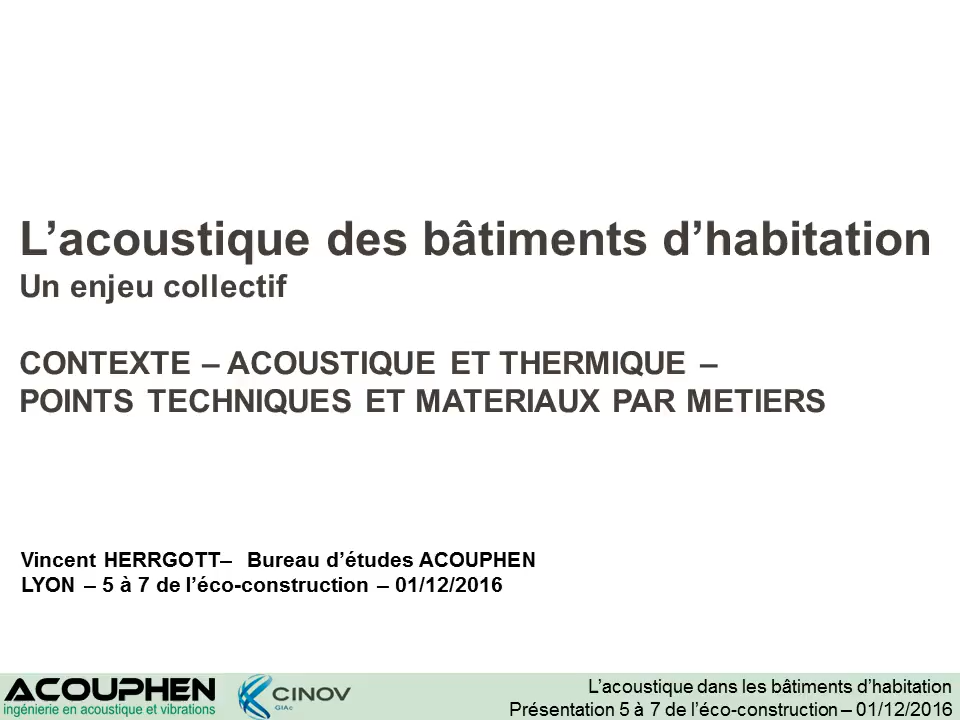 L’acoustique des bâtiments d’habitation
Un enjeu collectif
CONTEXTE – ACOUSTIQUE ET THERMIQUE –
POINTS TECHNIQUES ET MATERIAUX PAR METIERS
Vincent HERRGOTT– Bureau d’études ACOUPHEN
LYON – 5 à 7 de l’éco-construction – 01/12/2016
ACOUPHEN
ingénierie en acoustique et vibrations
CINOV
GIAc
L’acoustique dans les bâtiments d’habitation
Présentation 5 à 7 de l’éco-construction – 01/12/2016